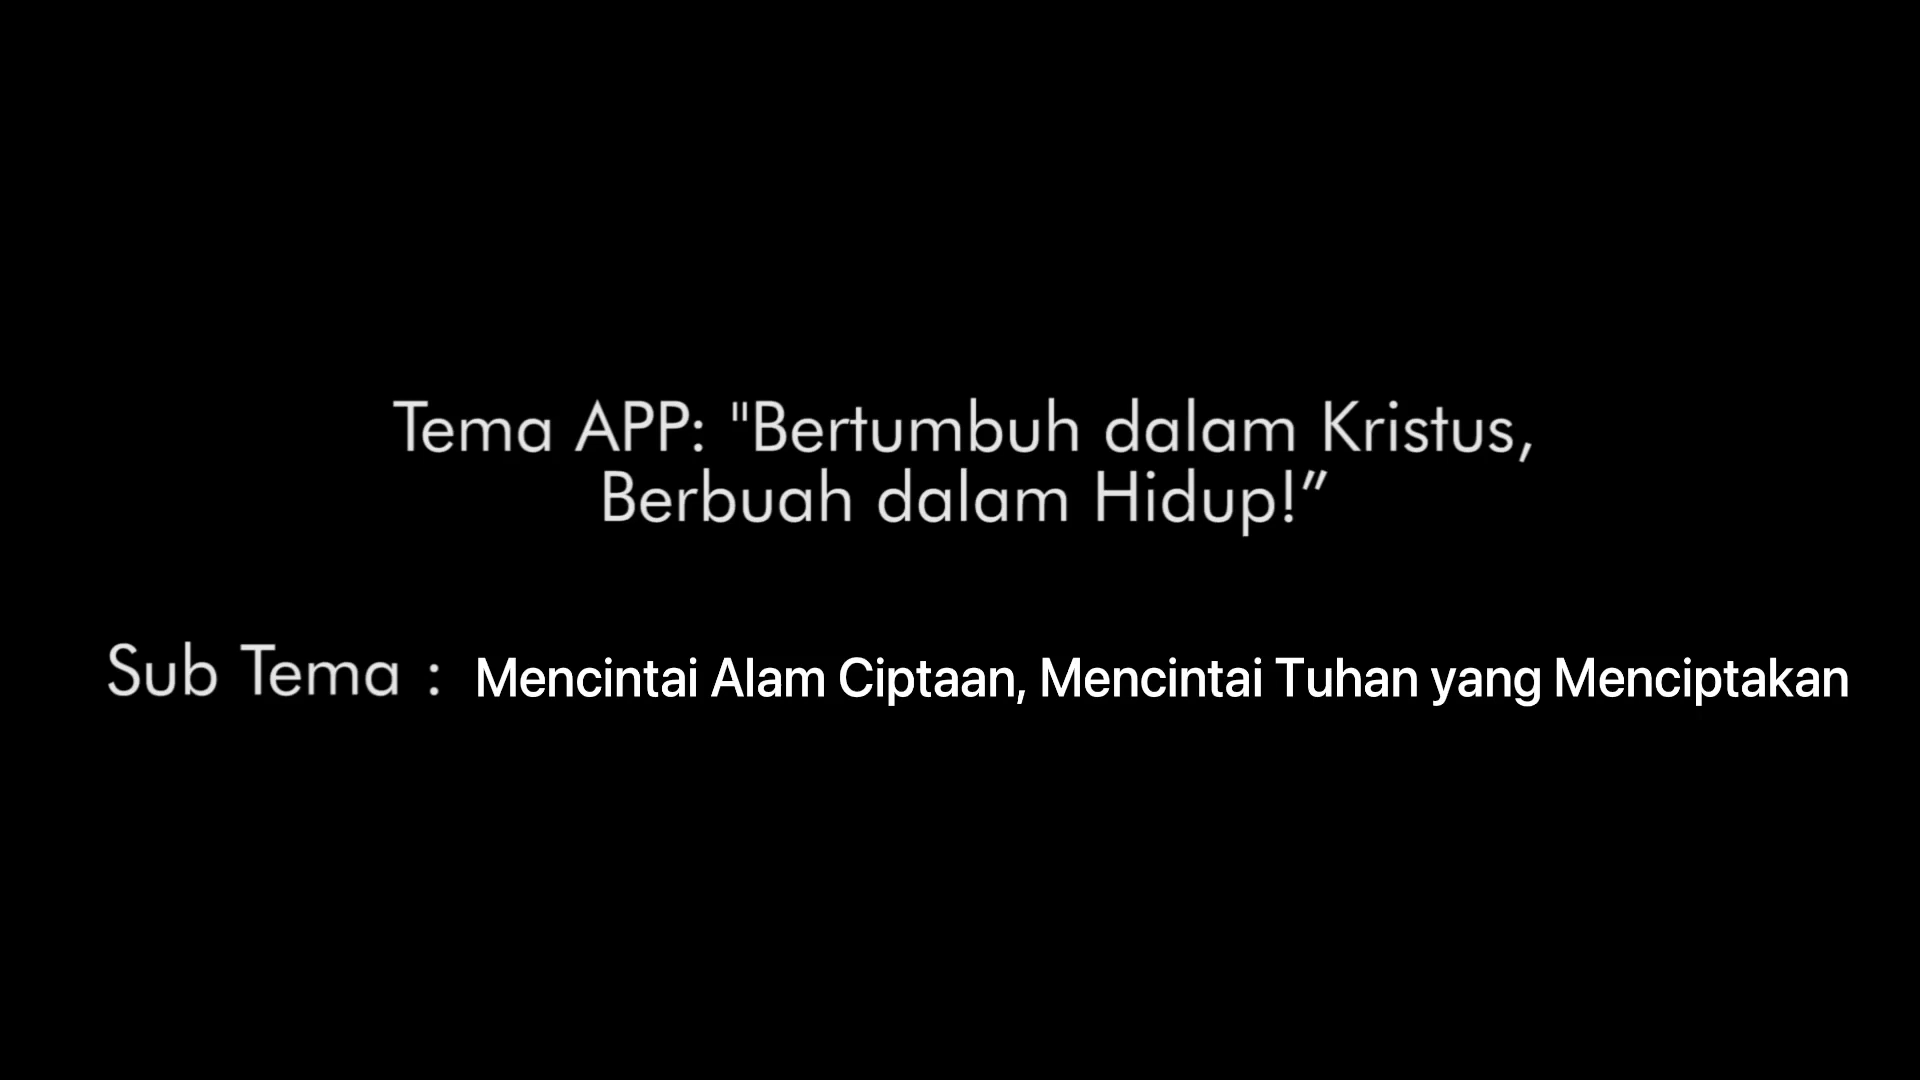 Tema APP: "Bertumbuh dalam Kristus,
Berbuah dalam Hidup!”
Sub Tema : Mencintai Alam Ciptaan, Mencintai Tuhan yang Menciptakan